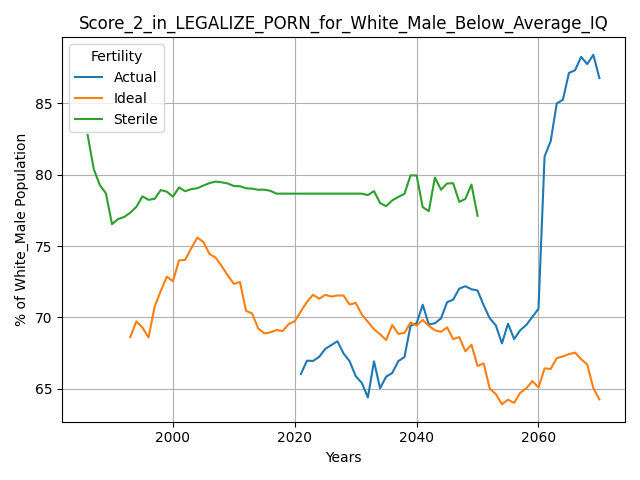 Score_2_in_LEGALIZE_PORN_for_White_Male_Below_Average_IQ
Fertility
Actual
Ideal
Sterile
% of White_Male Population
85
80
75
70
65
2000
2020
2040
2060
Years